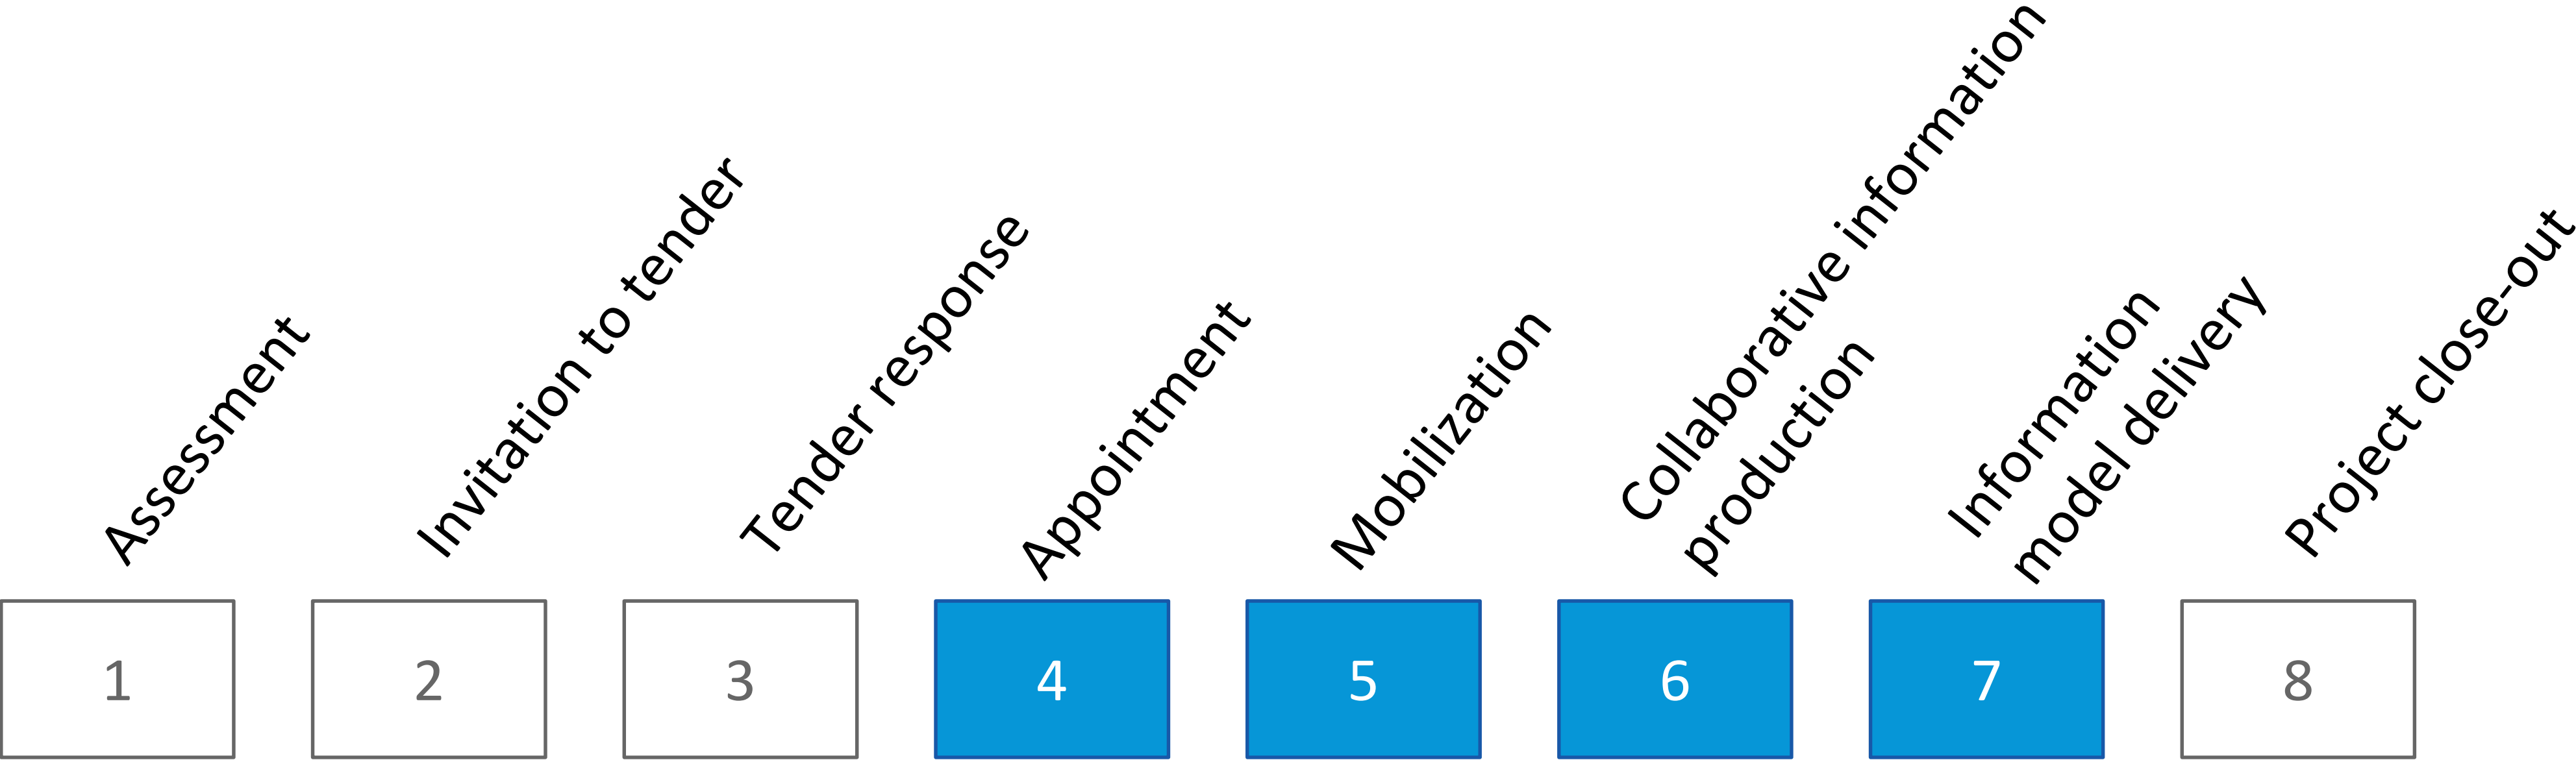 Assessment
Invitation to tender
Tender response
Appointment
Mobilization
Collaborative information
production
Information
model delivery
Project close-out
1
2
3
4
5
6
7
8